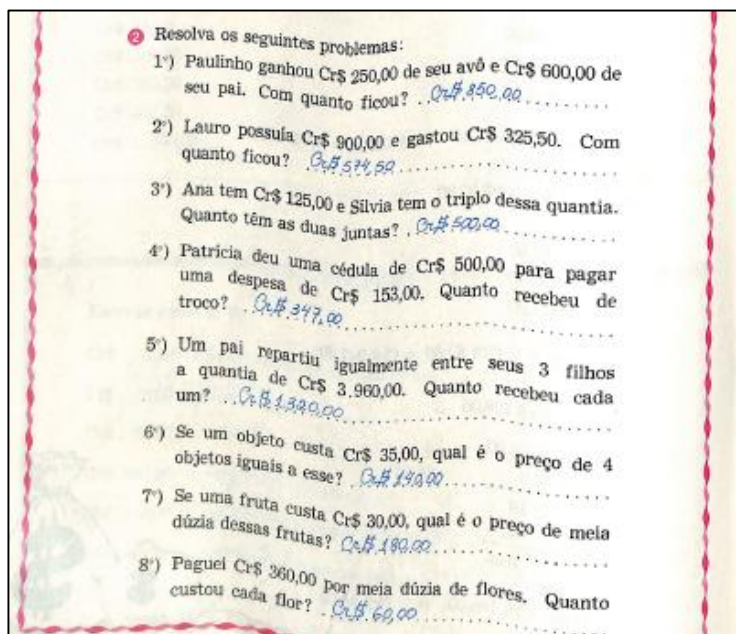 2 Resolva os seguintes problemas:
1º) Paulinho ganhou Cr$ 250,00 de seu avô e Cr$ 600,00 de
seu pai. Com quanto ficou? Cr$ 850,00
2º) Lauro possuía Cr$ 900,00 e gastou Cr$ 325,50. Com
quanto ficou? Cr$ 574,50
3º) Ana tem Cr$ 125,00 e Sílvia tem o triplo dessa quantia.
Quanto têm as duas juntas? Cr$ 500,00
4º) Patrícia deu uma cédula de Cr$ 500,00 para pagar
uma despesa de Cr$ 153,00. Quanto recebeu de
troco? Cr$ 347,00
5º) Um pai repartiu igualmente entre seus 3 filhos
a quantia de Cr$ 3.960,00. Quanto recebeu cada
um? Cr$ 1.320,00
6º) Se um objeto custa Cr$ 35,00, qual é o preço de 4
objetos iguais a esse? Cr$ 140,00
7º) Se uma fruta custa Cr$ 30,00, qual é o preço de meia
dúzia dessas frutas? Cr$ 180,00
8º) Paguei Cr$ 360,00 por meia dúzia de flores. Quanto
custou cada flor? Cr$ 60,00